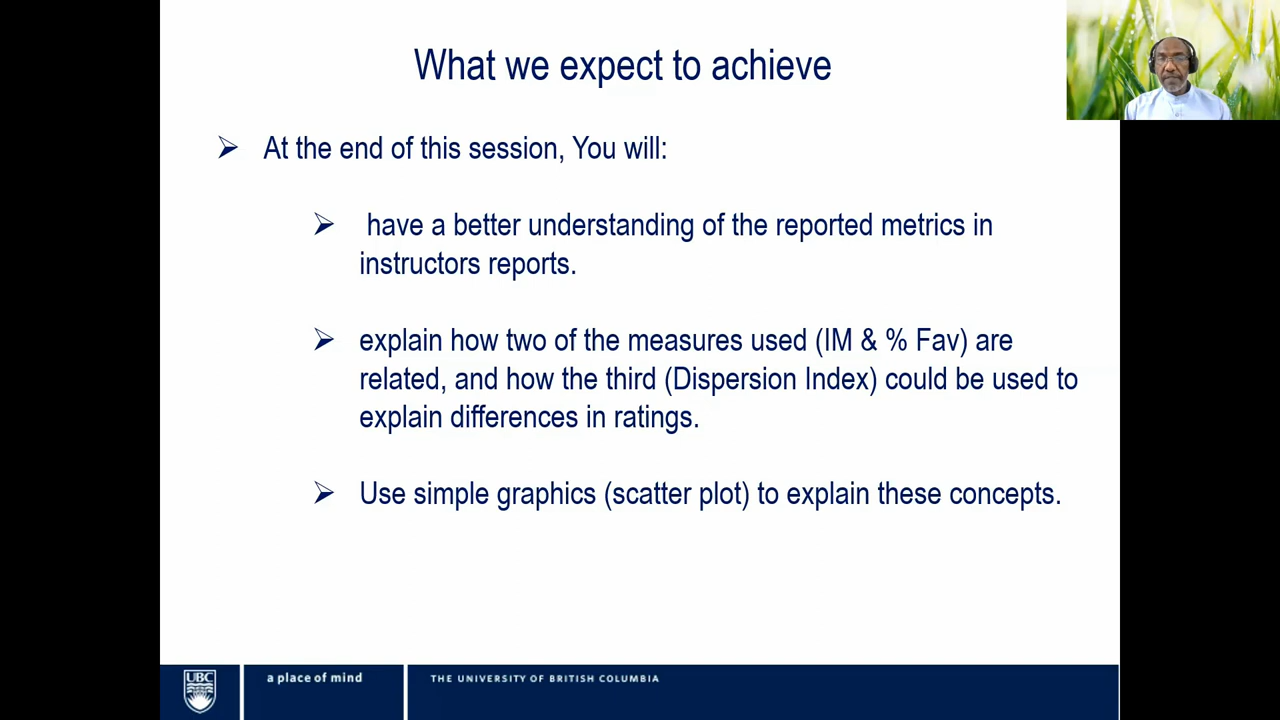 What we expect to achieve
At the end of this session, You will:
have a better understanding of the reported metrics in
instructors reports.
explain how two of the measures used (IM & % Fav) are
related, and how the third (Dispersion Index) could be used to
explain differences in ratings.
Use simple graphics (scatter plot) to explain these concepts.
UBC
a place of mind
THE UNIVERSITY OF BRITISH COLUMBIA